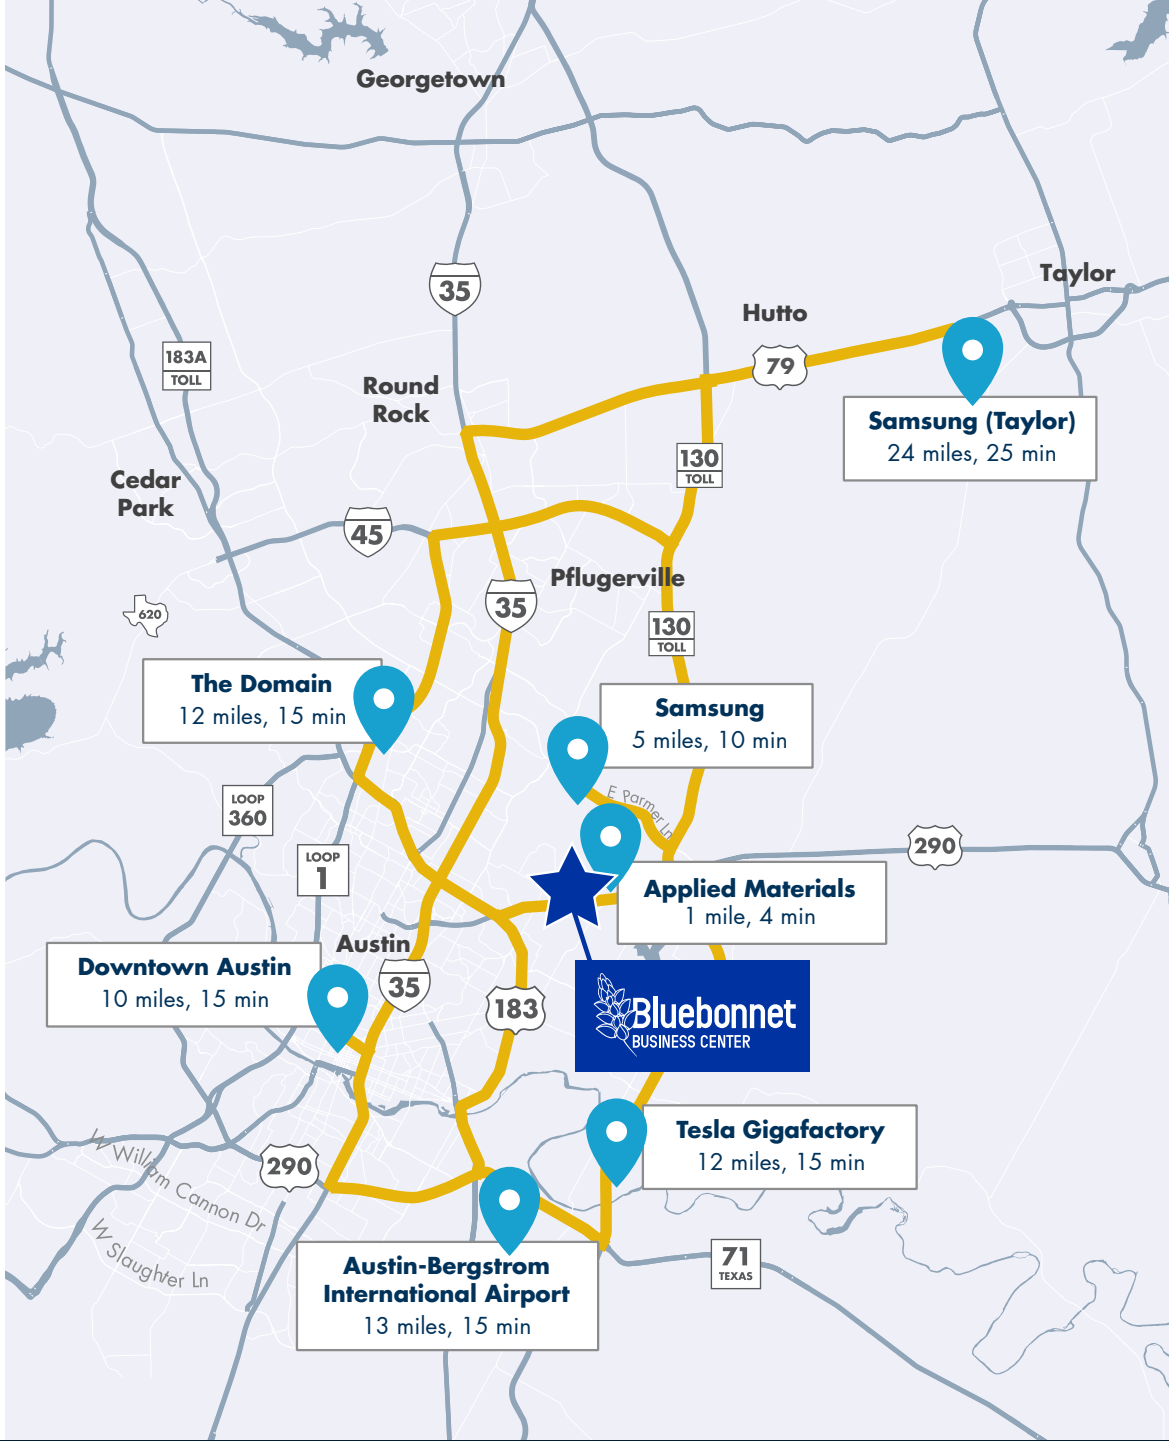 Georgetown
35
Taylor
Hutto
183A
TOLL
79
Round
Rock
Samsung (Taylor)
24 miles, 25 min
130
TOLL
Cedar
Park
45
Pflugerville
35
620
130
TOLL
The Domain
12 miles, 15 min
Samsung
5 miles, 10 min
E Parmer Ln
LOOP
360
290
LOOP
1
Applied Materials
1 mile, 4 min
Austin
Downtown Austin
10 miles, 15 min
35
183
Bluebonnet
BUSINESS CENTER
Tesla Gigafactory
12 miles, 15 min
290
W William Cannon Dr
W Slaughter Ln
71
TEXAS
Austin-Bergstrom
International Airport
13 miles, 15 min